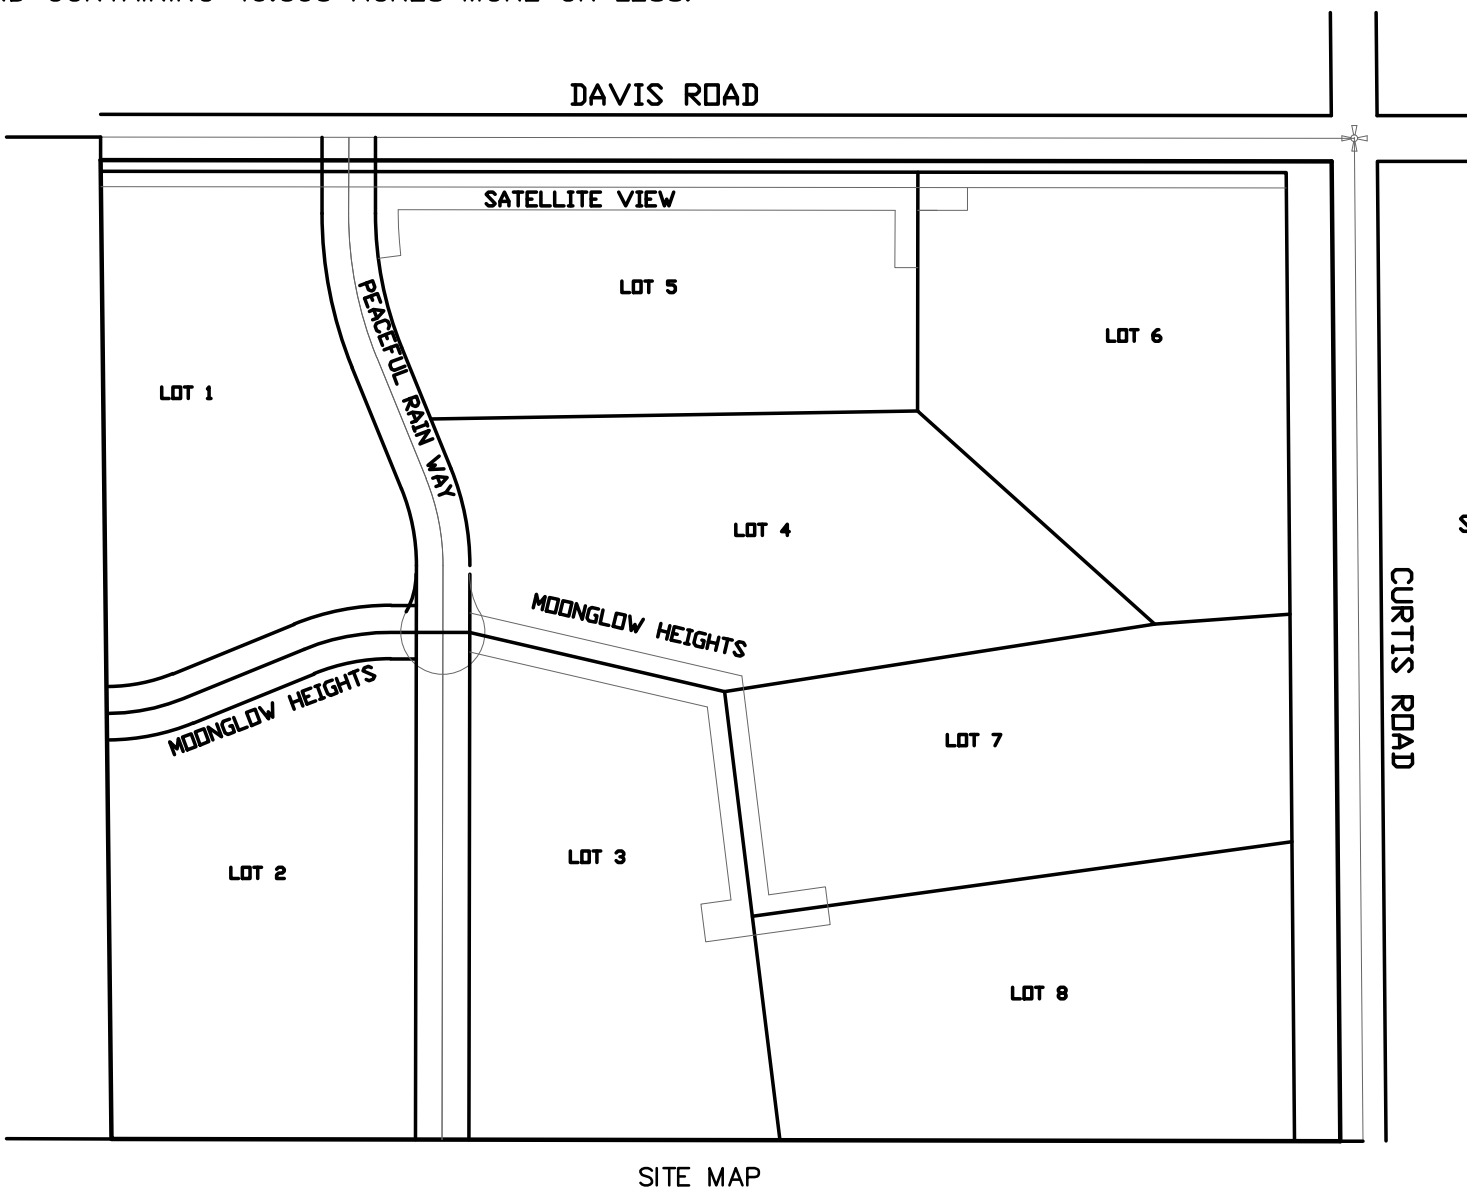 DAVIS ROAD
SATELLITE VIEW
LOT 5
LOT 6
PEACEFUL RAIN WAY
LOT 1
LOT 4
CURTIS ROAD
MOONGLOW HEIGHTS
MOONGLOW HEIGHTS
LOT 7
LOT 3
LOT 2
LOT 8
SITE MAP